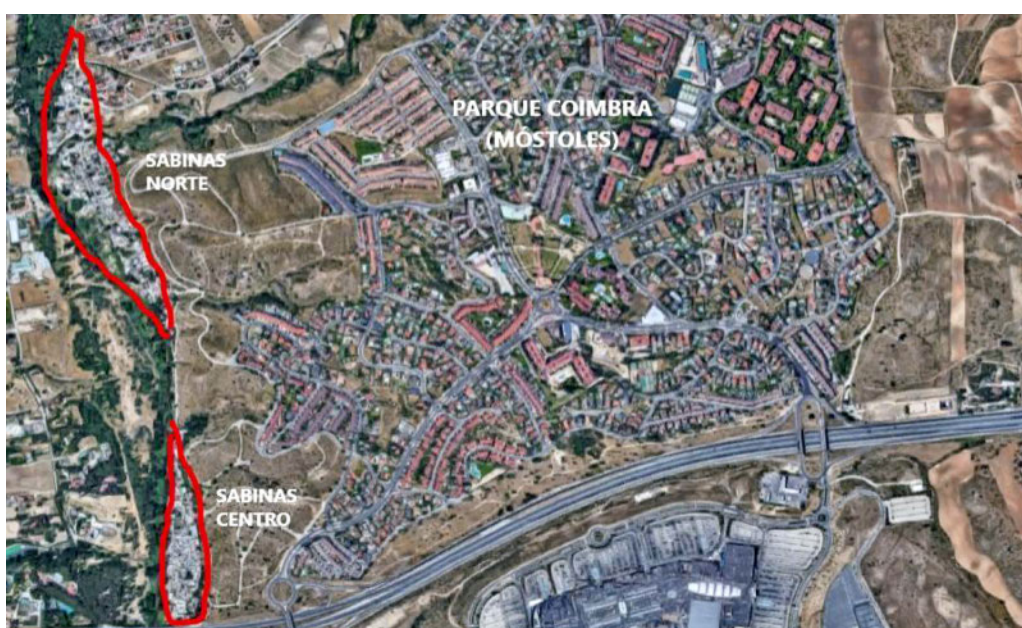 PARQUE COIMBRA
(MÓSTOLES)
SABINAS
NORTE
SABINAS
CENTRO